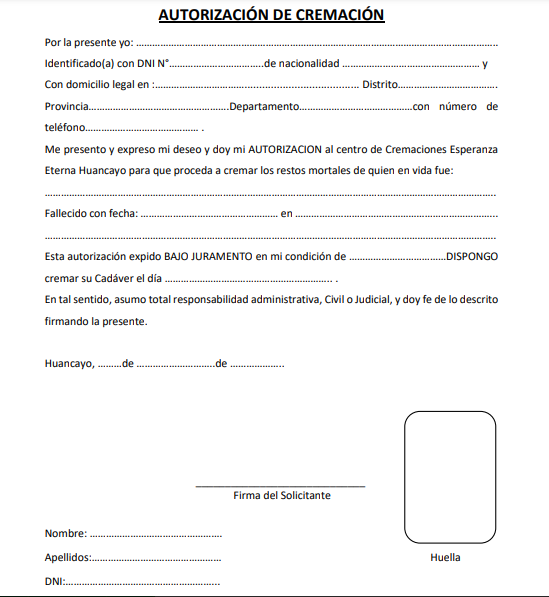 AUTORIZACIÓN DE CREMACIÓN
Por la presente yo: ……………………………………………………………………………………………………
Identificado(a) con DNI N°……………………………..de nacionalidad …………………………………………… y
Con domicilio legal en :………………………………………………………………… Distrito……………………………….
Provincia……………………………………………..Departamento……………………………………con número de
teléfono…………………………………… .
Me presento y expreso mi deseo y doy mi AUTORIZACION al centro de Cremaciones Esperanza
Eterna Huancayo para que proceda a cremar los restos mortales de quien en vida fue:
……………………………………………………………………………………………………………………………………
Fallecido con fecha: …………………………………………… en …………………………………………………………………
……………………………………………………………………………………………………………………………………
Esta autorización expido BAJO JURAMENTO en mi condición de ………………………………DISPONGO
cremar su Cadáver el día …………………………………………………….. .
En tal sentido, asumo total responsabilidad administrativa, Civil o Judicial, y doy fe de lo descrito
firmando la presente.
Huancayo, ………de ………………………..de ………………..
______________________________
Firma del Solicitante
Nombre: ………………………………………….
Apellidos:…………………………………………
Huella
DNI:………………………………………………..